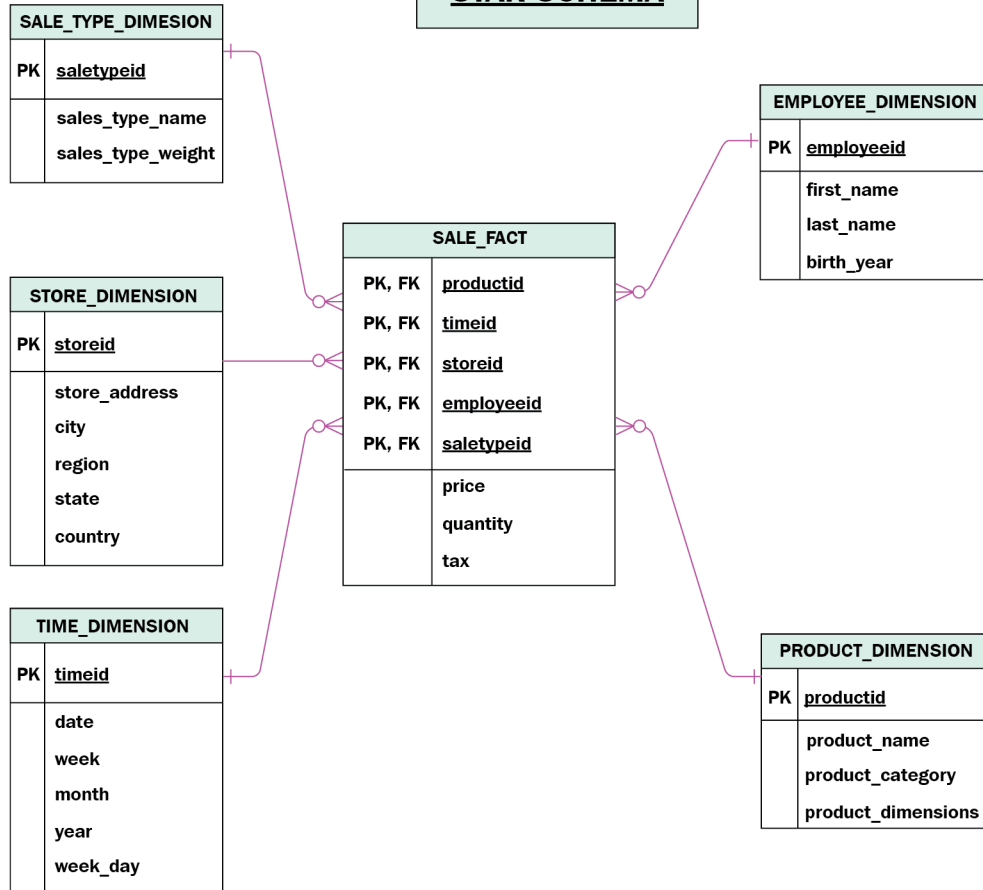 SALE_TYPE_DIMESION
PK saletypeid
sales_type_name
sales_type_weight
EMPLOYEE_DIMENSION
PK employeeid
first_name
last_name
birth_year
SALE_FACT
PK, FK productid
PK, FK timeid
PK, FK storeid
PK, FK employeeid
PK, FK saletypeid
price
quantity
tax
STORE_DIMENSION
PK storeid
store_address
city
region
state
country
TIME_DIMENSION
PK timeid
date
week
month
year
week_day
PRODUCT_DIMENSION
PK productid
product_name
product_category
product_dimensions